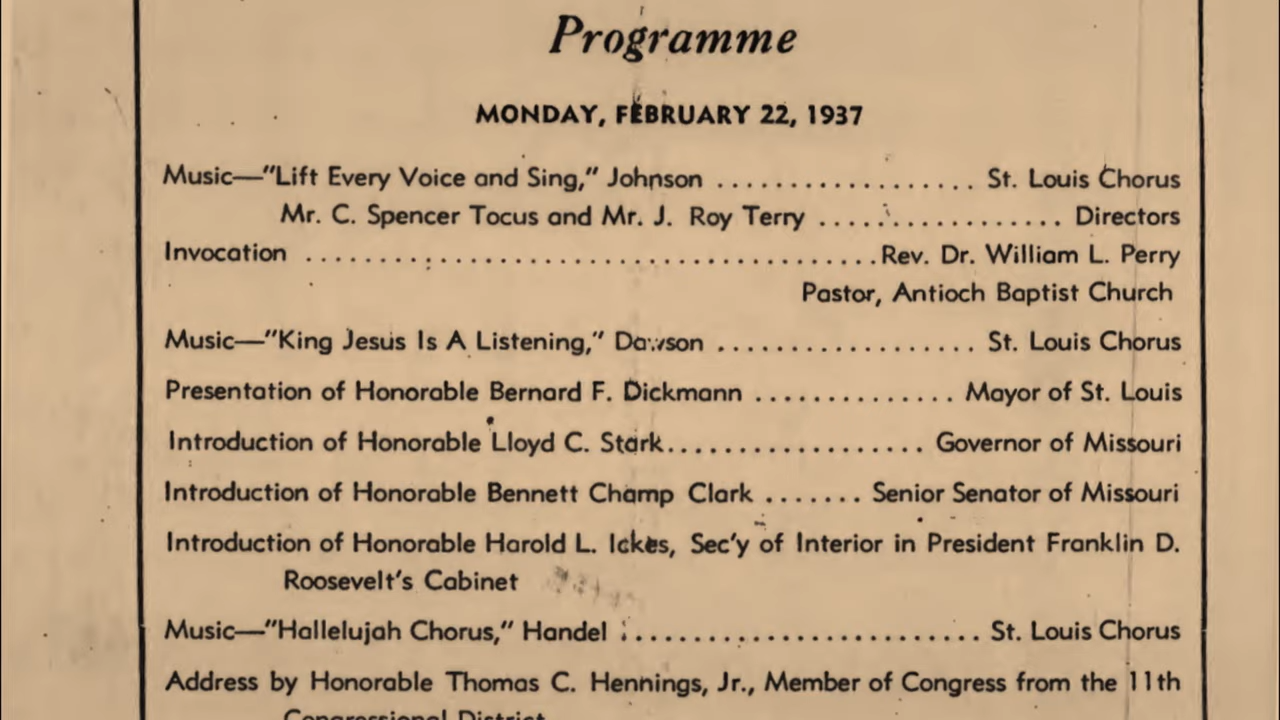 Programme
MONDAY, FEBRUARY 22, 1937
Music—"Lift Every Voice and Sing," Johnson ................... St. Louis Chorus
Mr. C. Spencer Tocus and Mr. J. Roy Terry .................... Directors
Invocation .......................................Rev. Dr. William L. Perry
Pastor, Antioch Baptist Church
Music—"King Jesus Is A Listening," Dawson ................... St. Louis Chorus
Presentation of Honorable Bernard F. Dickmann .............. Mayor of St. Louis
Introduction of Honorable Lloyd C. Stark................... Governor of Missouri
Introduction of Honorable Bennett Champ Clark ....... Senior Senator of Missouri
Introduction of Honorable Harold L. Ickes, Sec'y of Interior in President Franklin D.
Roosevelt's Cabinet
Music—"Hallelujah Chorus," Handel .......................... St. Louis Chorus
Address by Honorable Thomas C. Hennings, Jr., Member of Congress from the 11th
Congressional District